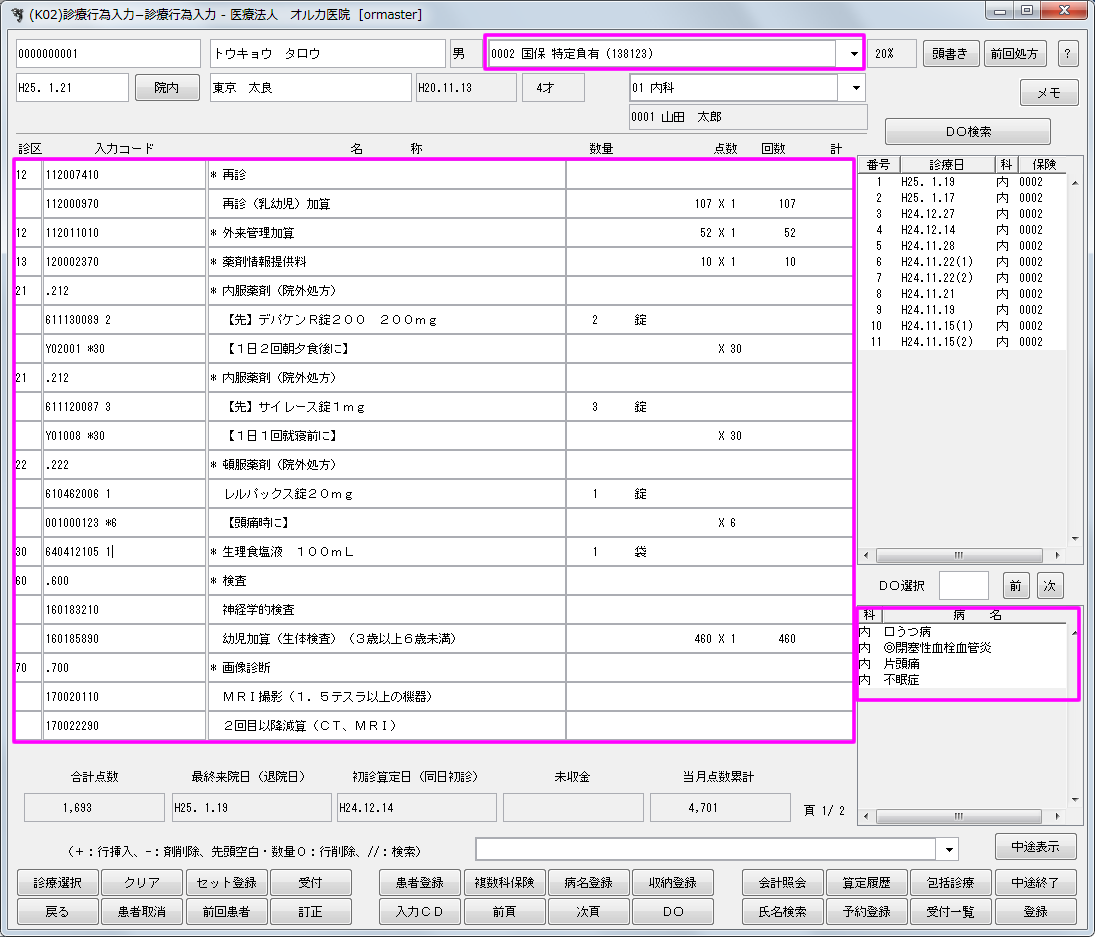 (K02)診療行為入力－診療行為入力 - 医療法人　オルカ医院 [ormaster]
0000000001 トウキョウ　タロウ 男 0002 国保 特定負有 (138123) 20% 頭書き 前回処方 ?
H25. 1.21 院内 東京　太良 H20.11.13 4才 01 内科 メモ
0001 山田　太郎
DO検索
診区 入力コード 名　　　　称 数量 点数 回数 計
12 112007410 * 再診
112000970 再診（乳幼児）加算 107 X 1 107
12 112011010 * 外来管理加算 52 X 1 52
13 120002370 * 薬剤情報提供料 10 X 1 10
21 .212 * 内服薬剤（院外処方）
611130089 2 【先】デパケンＲ錠２００　２００ｍｇ 2 錠
Y02001 *30 【１日２回朝夕食後に】 X 30
21 .212 * 内服薬剤（院外処方）
611120087 3 【先】サイレース錠１ｍｇ 3 錠
Y01008 *30 【１日１回就寝前に】 X 30
22 .222 * 頓服薬剤（院外処方）
610462006 1 レルパックス錠２０ｍｇ 1 錠
001000123 *6 【頭痛時に】 X 6
30 640412105 1 * 生理食塩液　１００ｍＬ 1 袋
60 .600 * 検査
160183210 神経学的検査
160185890 幼児加算（生体検査）（３歳以上６歳未満） 460 X 1 460
70 .700 * 画像診断
170020110 ＭＲＩ撮影（１．５テスラ以上の機器）
170022290 ２回目以降減算（ＣＴ、ＭＲＩ）
番号 診療日 科 保険
1 H25. 1.19 内 0002
2 H25. 1.17 内 0002
3 H24.12.27 内 0002
4 H24.12.14 内 0002
5 H24.11.28 内 0002
6 H24.11.22(1) 内 0002
7 H24.11.22(2) 内 0002
8 H24.11.21 内 0002
9 H24.11.19 内 0002
10 H24.11.15(1) 内 0002
11 H24.11.15(2) 内 0002
DO選択 前 次
科 病　　名
内 口うつ病
内 ◎閉塞性血栓血管炎
内 片頭痛
内 不眠症
合計点数 最終来院日（退院日） 初診算定日（同日初診） 未収金 当月点数累計
1,693 H25. 1.19 H24.12.14 4,701 頁 1/ 2
（＋：行挿入、－：剤削除、先頭空白・数量０：行削除、//：検索） 中途表示
診療選択 クリア セット登録 受付 患者登録 複数科保険 病名登録 収納登録 会計照会 算定履歴 包括診療 中途終了
戻る 患者取消 前回患者 訂正 入力ＣＤ 前頁 次頁 DO 氏名検索 予約登録 受付一覧 登録